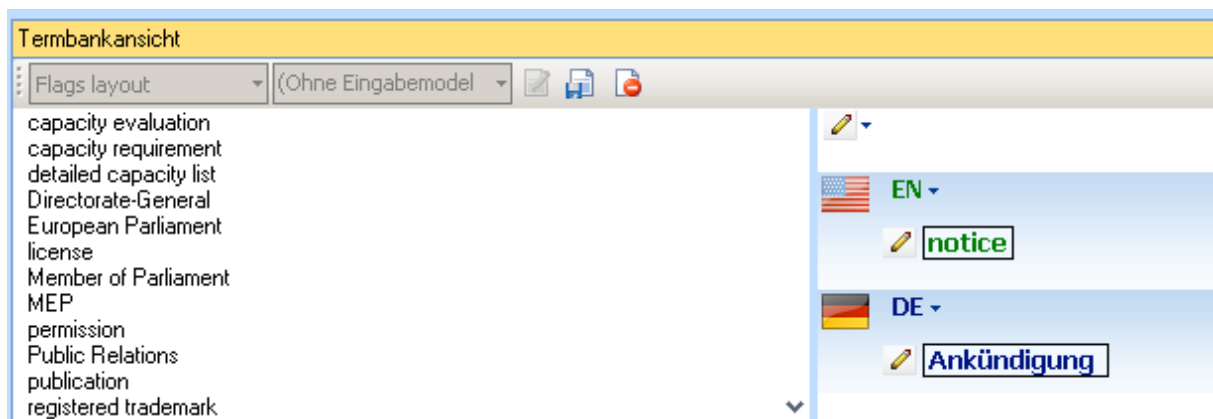 Termbankansicht
Flags layout
(Ohne Eingabemodel
capacity evaluation
capacity requirement
detailed capacity list
Directorate-General
European Parliament
license
Member of Parliament
MEP
permission
Public Relations
publication
registered trademark
EN
notice
DE
Ankündigung